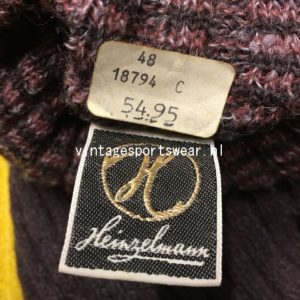 48
18794 C
54.95
vintagesportswear.nl
H
Heinzelmann